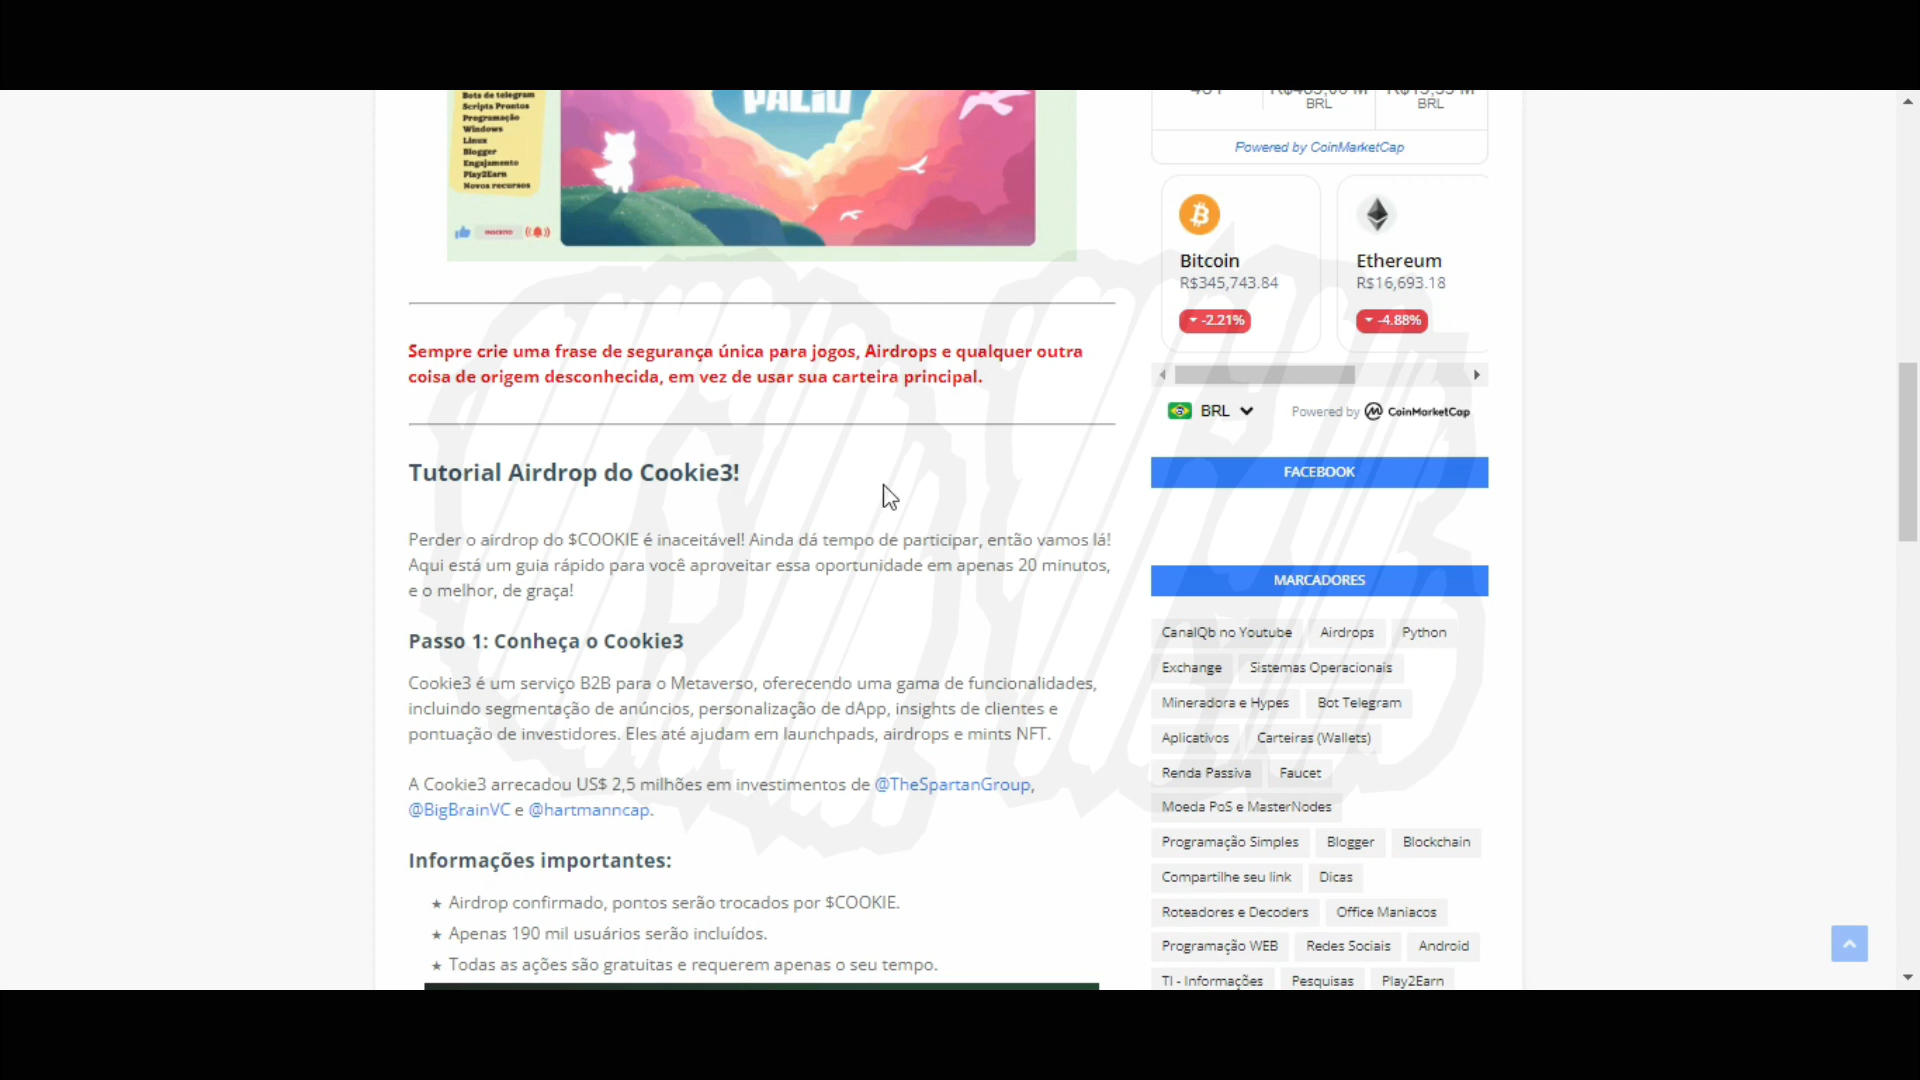 Bots de telegram
Scripts Prontos
Programação
Windows
Linux
Blogger
Engajamento
Play2Earn
Novos recursos
INSCRITO
PALIO
Sempre crie uma frase de segurança única para jogos, Airdrops e qualquer outra
coisa de origem desconhecida, em vez de usar sua carteira principal.
Tutorial Airdrop do Cookie3!
Perder o airdrop do $COOKIE é inaceitável! Ainda dá tempo de participar, então vamos lá!
Aqui está um guia rápido para você aproveitar essa oportunidade em apenas 20 minutos,
e o melhor, de graça!
Passo 1: Conheça o Cookie3
Cookie3 é um serviço B2B para o Metaverso, oferecendo uma gama de funcionalidades,
incluindo segmentação de anúncios, personalização de dApp, insights de clientes e
pontuação de investidores. Eles até ajudam em launchpads, airdrops e mints NFT.
A Cookie3 arrecadou US$ 2,5 milhões em investimentos de @TheSpartanGroup,
@BigBrainVC e @hartmanncap.
Informações importantes:
★ Airdrop confirmado, pontos serão trocados por $COOKIE.
★ Apenas 190 mil usuários serão incluídos.
★ Todas as ações são gratuitas e requerem apenas o seu tempo.
BRL BRL
Powered by CoinMarketCap
Bitcoin Ethereum
R$345,743.84 R$16,693.18
-2.21% -4.88%
BRL Powered by CoinMarketCap
FACEBOOK
MARCADORES
CanalQb no Youtube Airdrops Python
Exchange Sistemas Operacionais
Mineradora e Hypes Bot Telegram
Aplicativos Carteiras (Wallets)
Renda Passiva Faucet
Moeda PoS e MasterNodes
Programação Simples Blogger Blockchain
Compartilhe seu link Dicas
Roteadores e Decoders Office Maniacos
Programação WEB Redes Sociais Android
TI - Informações Pesquisas Play2Earn